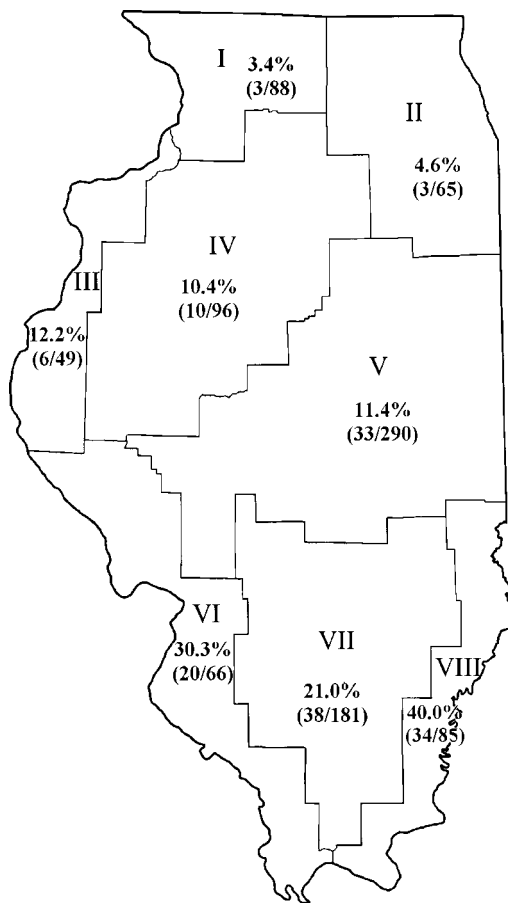 I
3.4%
(3/88)
II
4.6%
(3/65)
III
12.2%
(6/49)
IV
10.4%
(10/96)
V
11.4%
(33/290)
VI
30.3%
(20/66)
VII
21.0%
(38/181)
VIII
40.0%
(34/85)